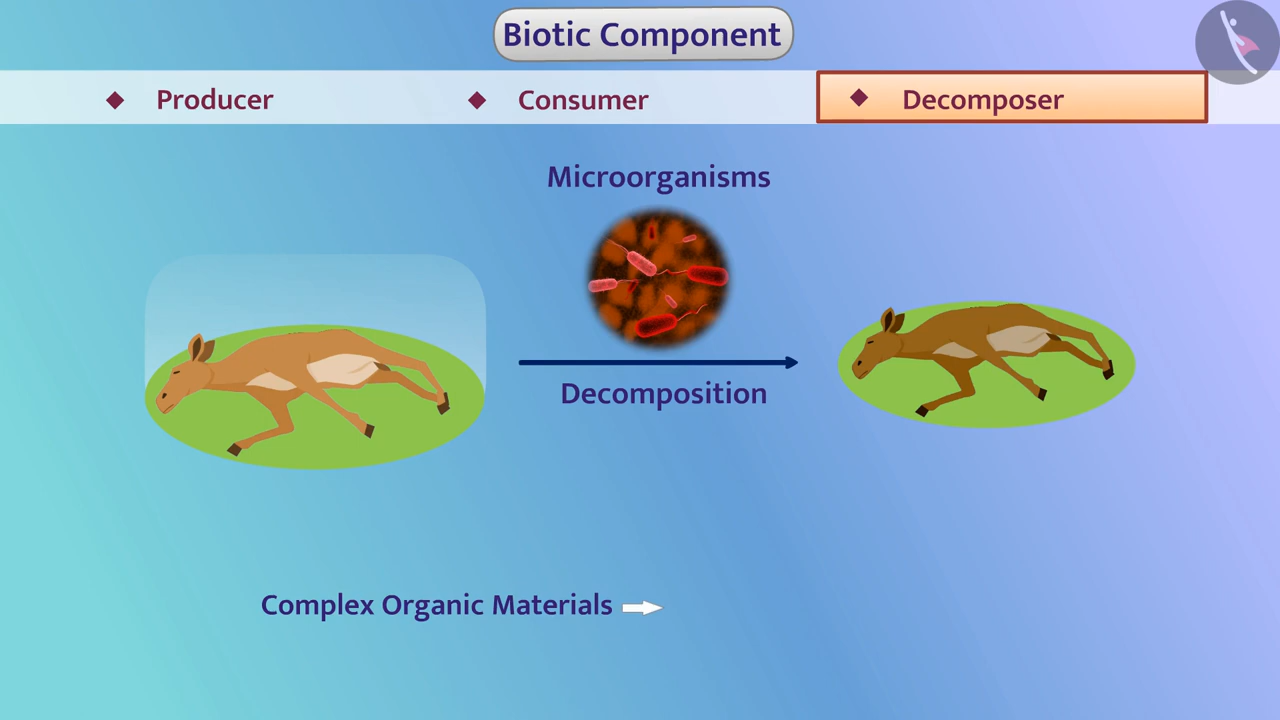 Biotic Component
Producer
Consumer
Decomposer
Microorganisms
Decomposition
Complex Organic Materials